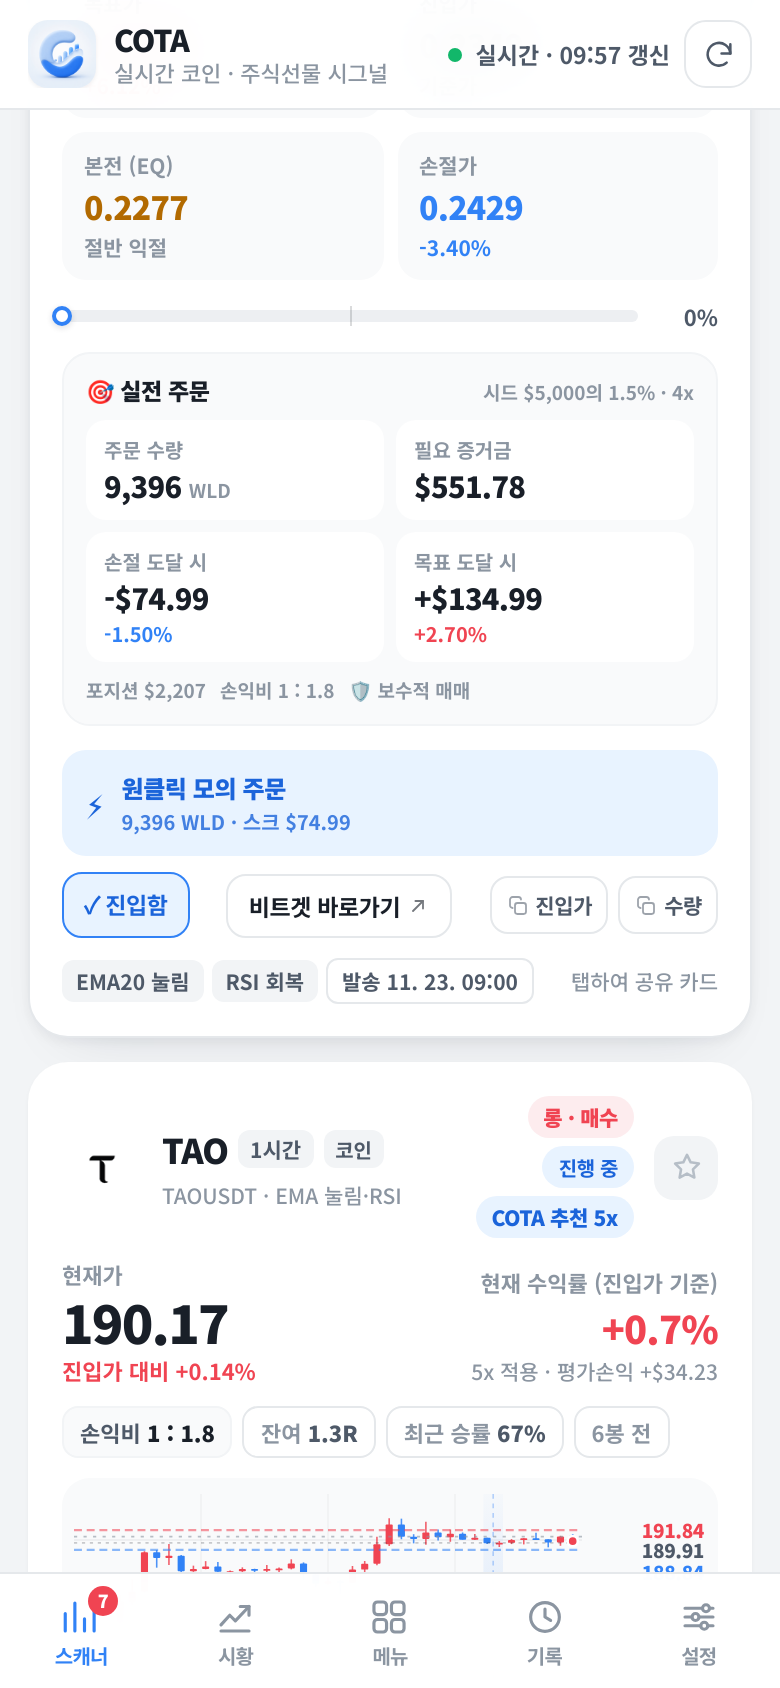 COTA
실시간 코인 · 주식선물 시그널
실시간 · 09:57 갱신
본전 (EQ)
0.2277
절반 익절
손절가
0.2429
-3.40%
0%
🎯 실전 주문
시드 $5,000의 1.5% · 4x
주문 수량
9,396 WLD
필요 증거금
$551.78
손절 도달 시
-$74.99
-1.50%
목표 도달 시
+$134.99
+2.70%
포지션 $2,207 손익비 1 : 1.8 🛡️ 보수적 매매
⚡ 원클릭 모의 주문
9,396 WLD · 스크 $74.99
✓ 진입함
비트겟 바로가기 ↗
진입가
수량
EMA20 눌림
RSI 회복
발송 11. 23. 09:00
탭하여 공유 카드
TAO 1시간 코인
TAOUSDT · EMA 눌림·RSI
롱 · 매수
진행 중
COTA 추천 5x
현재가
190.17
진입가 대비 +0.14%
현재 수익률 (진입가 기준)
+0.7%
5x 적용 · 평가손익 +$34.23
손익비 1 : 1.8
잔여 1.3R
최근 승률 67%
6봉 전
191.84
189.91
7
스캐너
시황
메뉴
기록
설정